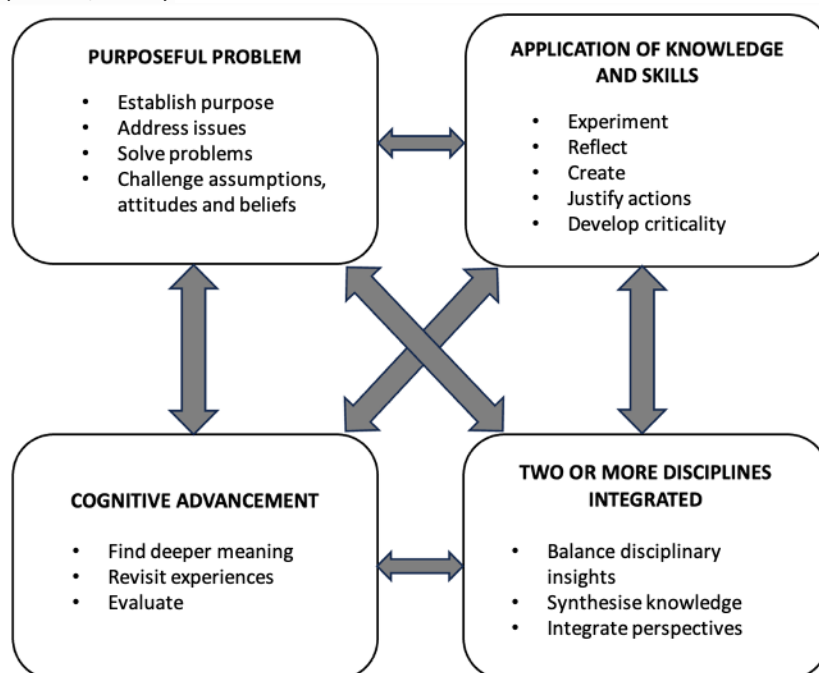 PURPOSEFUL PROBLEM
• Establish purpose
• Address issues
• Solve problems
• Challenge assumptions,
attitudes and beliefs
APPLICATION OF KNOWLEDGE
AND SKILLS
• Experiment
• Reflect
• Create
• Justify actions
• Develop criticality
COGNITIVE ADVANCEMENT
• Find deeper meaning
• Revisit experiences
• Evaluate
TWO OR MORE DISCIPLINES
INTEGRATED
• Balance disciplinary
insights
• Synthesise knowledge
• Integrate perspectives